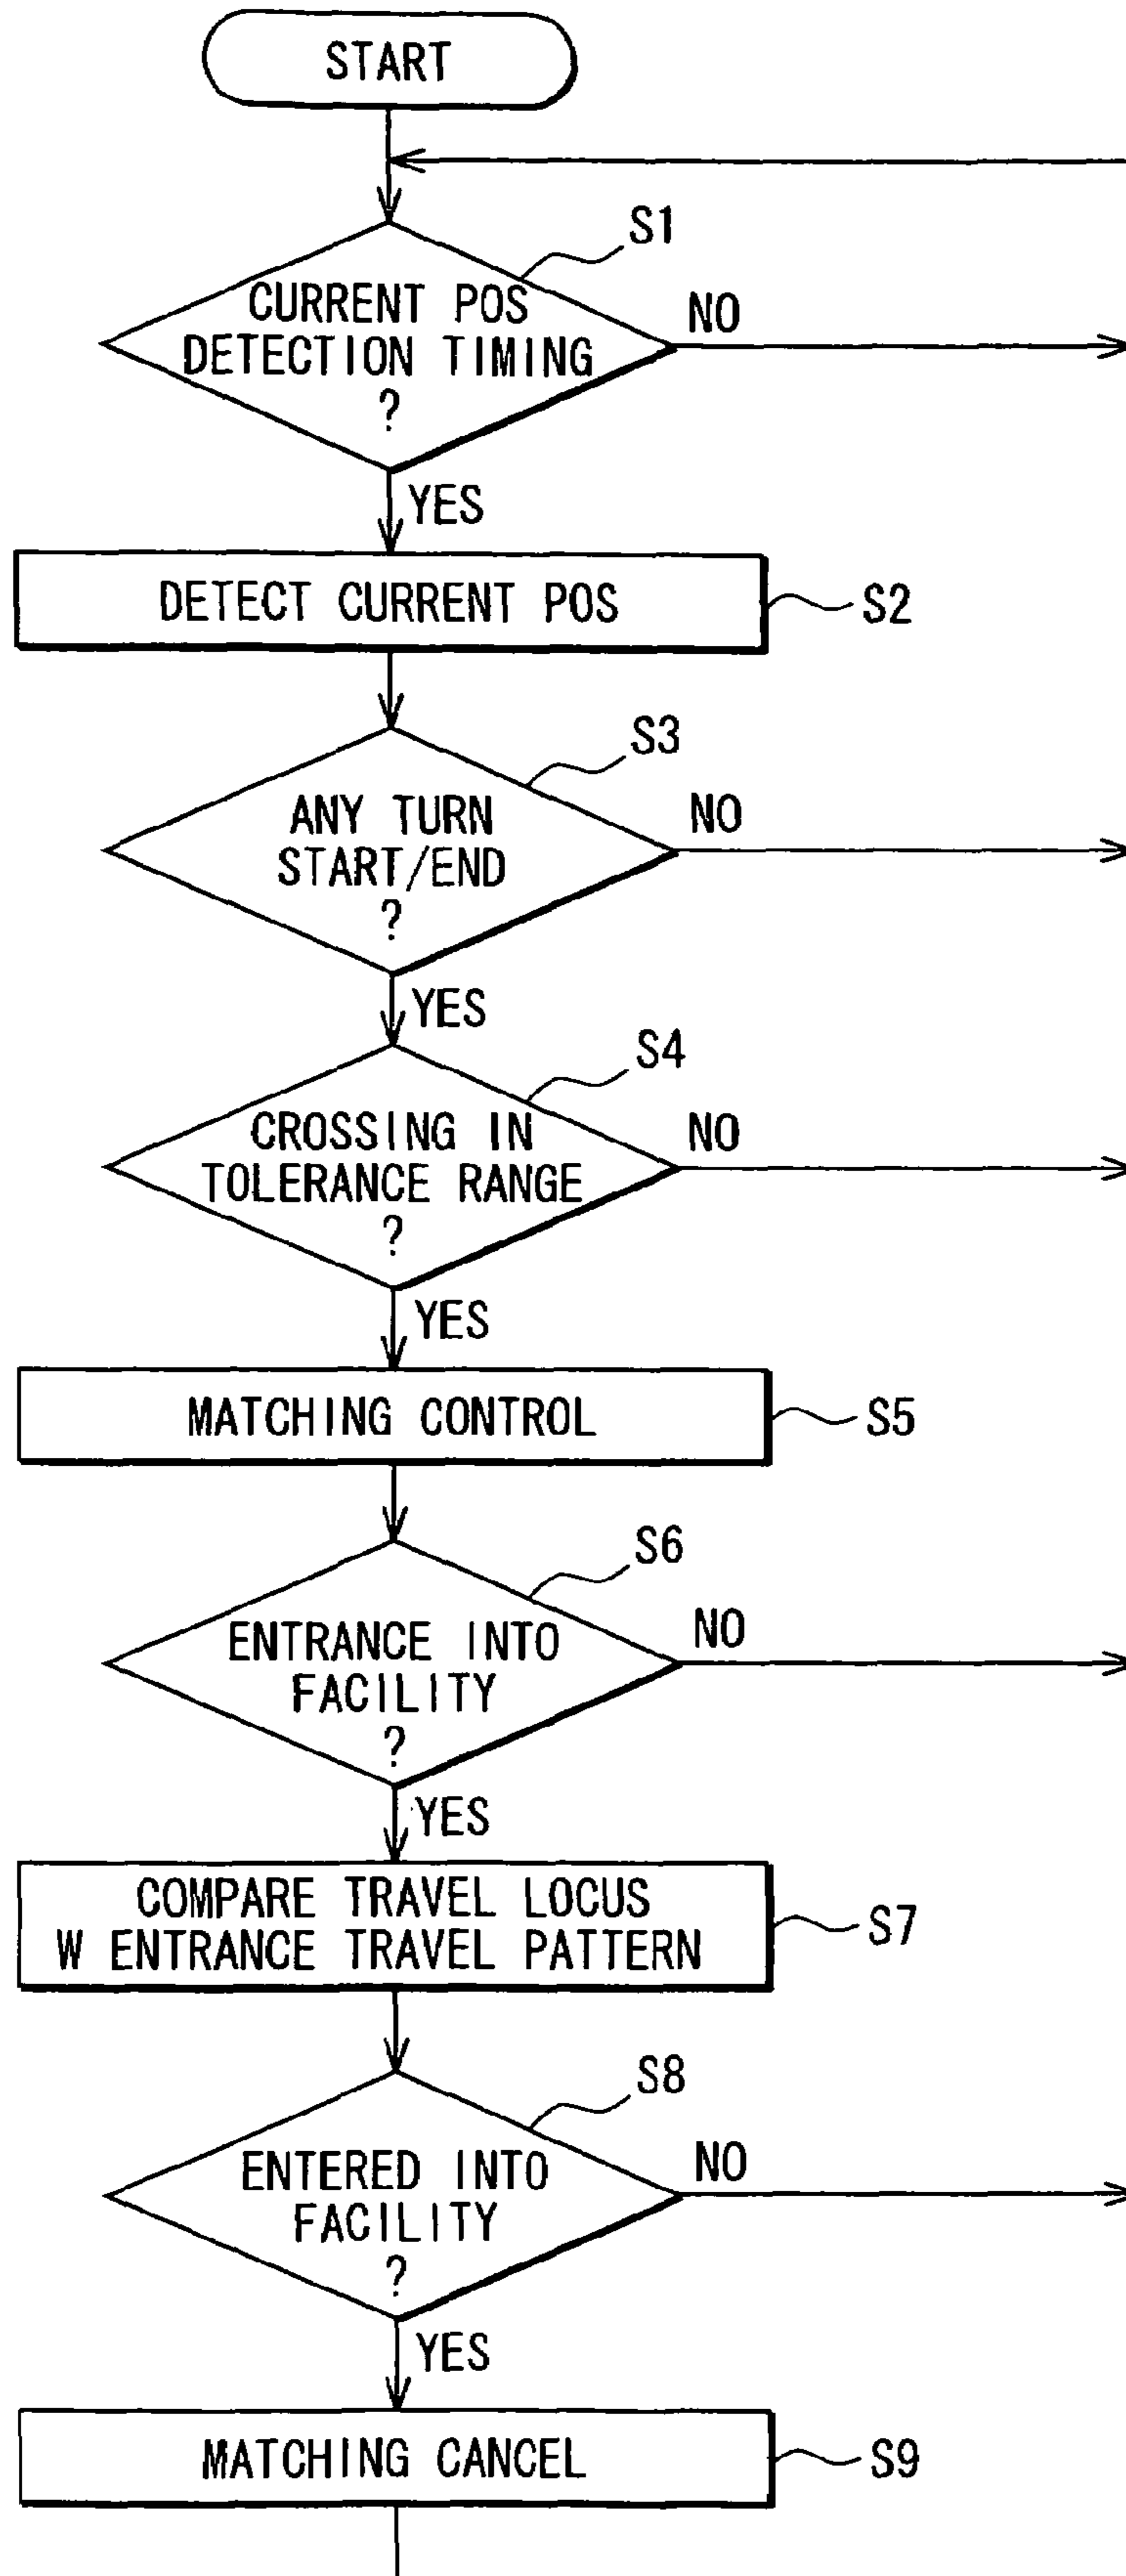 START
S1
CURRENT POS
DETECTION TIMING
?
NO
YES
DETECT CURRENT POS
S2
S3
ANY TURN
START/END
?
NO
YES
S4
CROSSING IN
TOLERANCE RANGE
?
NO
YES
MATCHING CONTROL
S5
S6
ENTRANCE INTO
FACILITY
?
NO
YES
COMPARE TRAVEL LOCUS
W ENTRANCE TRAVEL PATTERN
S7
S8
ENTERED INTO
FACILITY
?
NO
YES
MATCHING CANCEL
S9